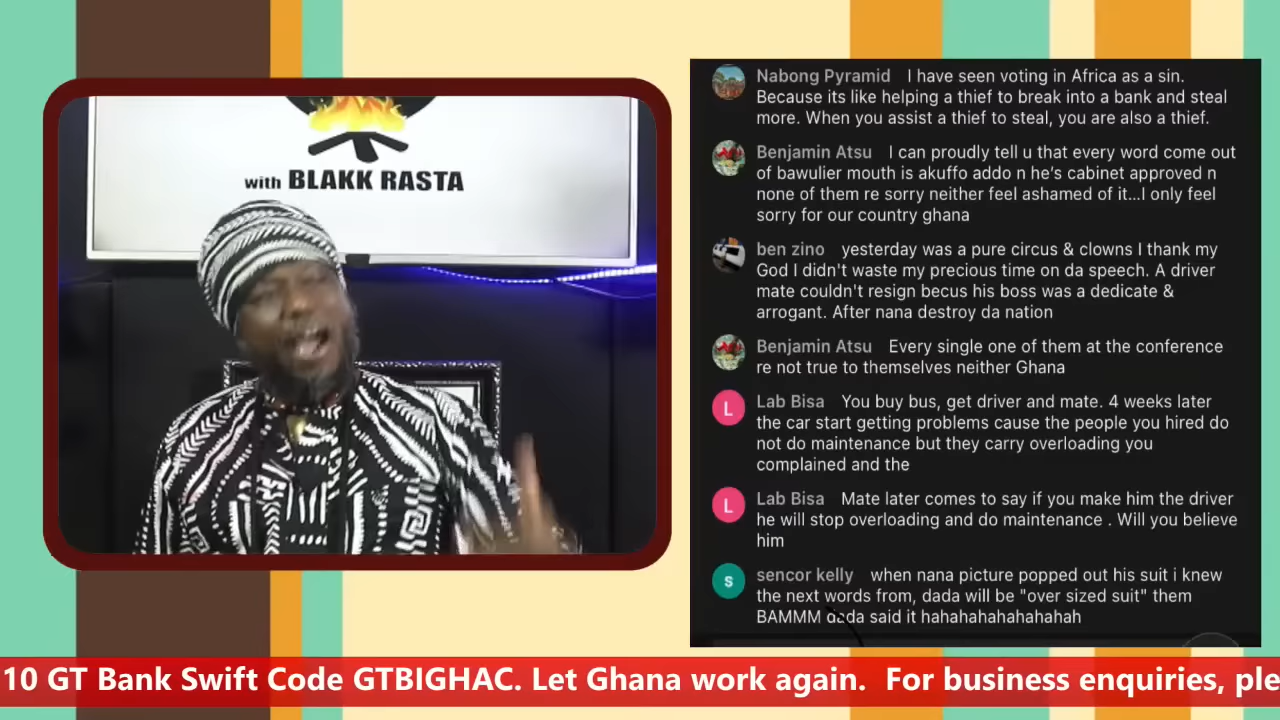 with BLAKK RASTA
Nabong Pyramid I have seen voting in Africa as a sin.
Because its like helping a thief to break into a bank and steal
more. When you assist a thief to steal, you are also a thief.
Benjamin Atsu I can proudly tell u that every word come out
of bawulier mouth is akuffo addo n he's cabinet approved n
none of them re sorry neither feel ashamed of it...I only feel
sorry for our country ghana
ben zino yesterday was a pure circus & clowns I thank my
God I didn't waste my precious time on da speech. A driver
mate couldn't resign becus his boss was a dedicate &
arrogant. After nana destroy da nation
Benjamin Atsu Every single one of them at the conference
re not true to themselves neither Ghana
L Lab Bisa You buy bus, get driver and mate. 4 weeks later
the car start getting problems cause the people you hired do
not do maintenance but they carry overloading you
complained and the
L Lab Bisa Mate later comes to say if you make him the driver
he will stop overloading and do maintenance . Will you believe
him
s sencor kelly when nana picture popped out his suit i knew
the next words from, dada will be "over sized suit" them
BAMMM dada said it hahahahahahahahah
10 GT Bank Swift Code GTBIGHAC. Let Ghana work again. For business enquiries, ple